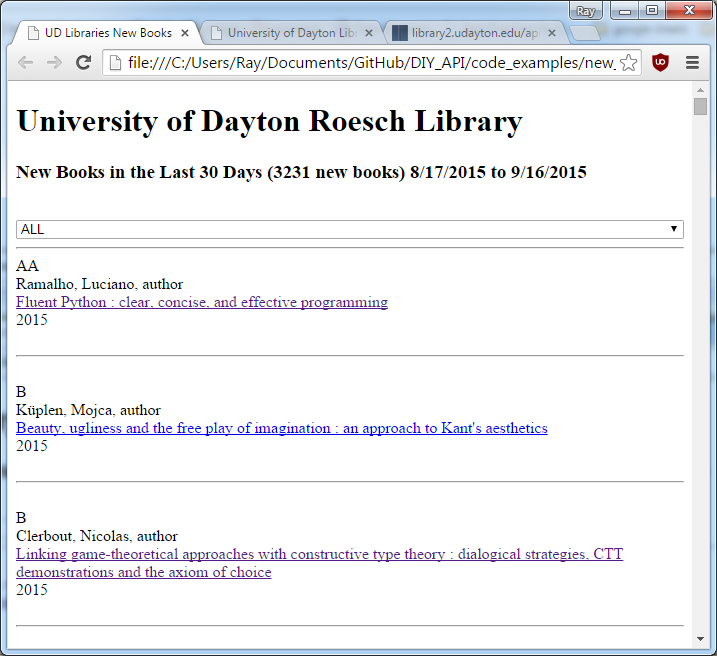 Ray
UD Libraries New Books
University of Dayton Lib
library2.udayton.edu/ap
file:///C:/Users/Ray/Documents/GitHub/DIY_API/code_examples/new_
University of Dayton Roesch Library
New Books in the Last 30 Days (3231 new books) 8/17/2015 to 9/16/2015
ALL
AA
Ramalho, Luciano, author
Fluent Python : clear, concise, and effective programming
2015
B
Küplen, Mojca, author
Beauty, ugliness and the free play of imagination : an approach to Kant's aesthetics
2015
B
Clerbout, Nicolas, author
Linking game-theoretical approaches with constructive type theory : dialogical strategies, CTT
demonstrations and the axiom of choice
2015